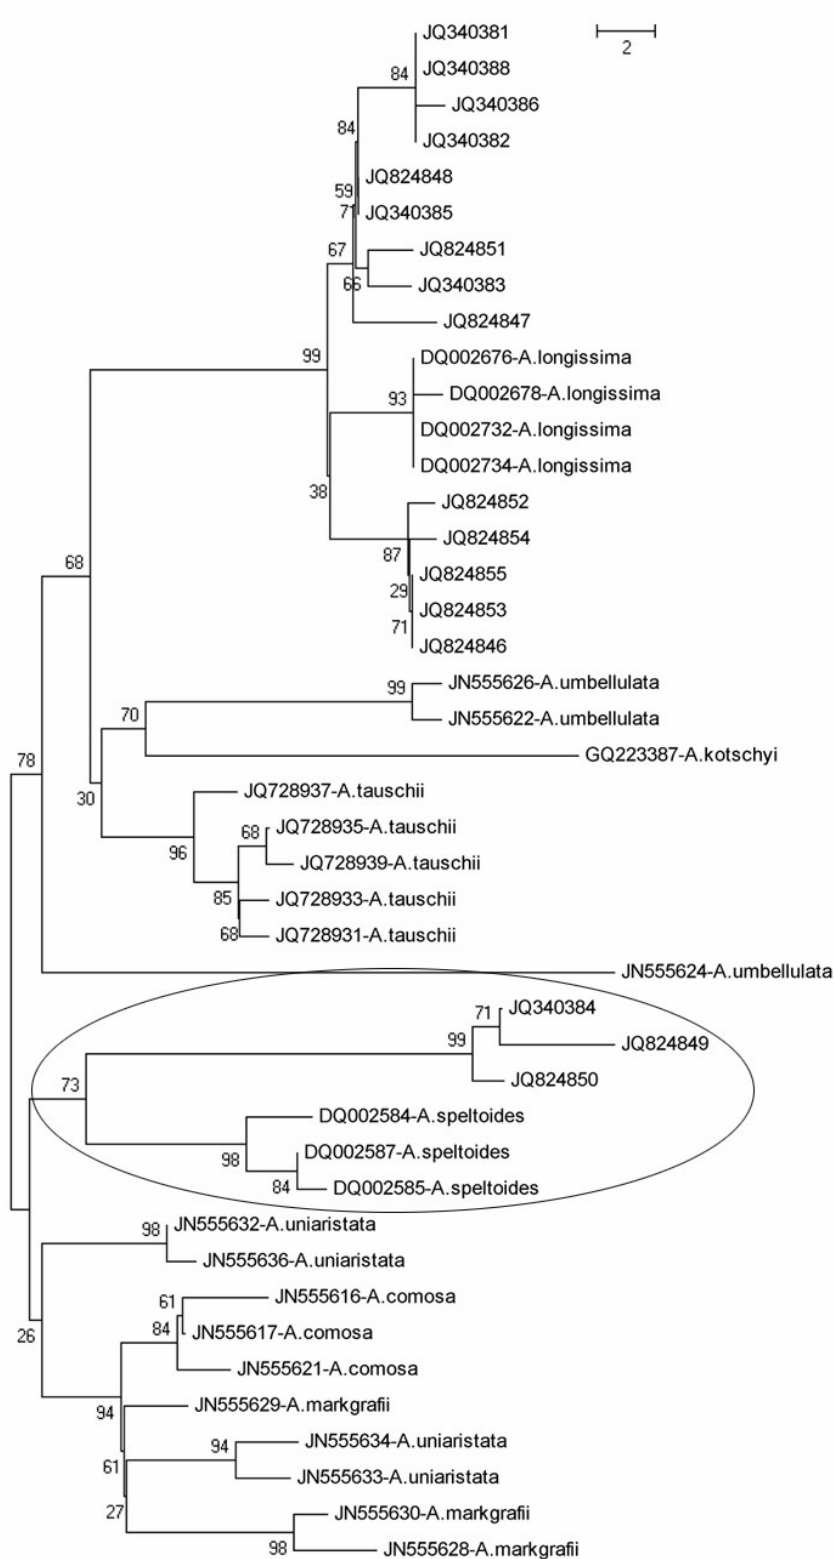 JQ340381
2
JQ340388
84
JQ340386
84
JQ340382
JQ824848
59
71
JQ340385
67
JQ824851
66
JQ340383
JQ824847
99
DQ002676-A.longissima
93
DQ002678-A.longissima
DQ002732-A.longissima
DQ002734-A.longissima
38
JQ824852
JQ824854
87
JQ824855
29
JQ824853
71
JQ824846
68
99
JN555626-A.umbellulata
70
JN555622-A.umbellulata
78
GQ223387-A.kotschyi
30
JQ728937-A.tauschii
68
JQ728935-A.tauschii
96
JQ728939-A.tauschii
85
JQ728933-A.tauschii
68
JQ728931-A.tauschii
JN555624-A.umbellulata
71
JQ340384
99
JQ824849
73
JQ824850
DQ002584-A.speltoides
98
DQ002587-A.speltoides
84
DQ002585-A.speltoides
98
JN555632-A.uniaristata
JN555636-A.uniaristata
61
JN555616-A.comosa
26
84
JN555617-A.comosa
JN555621-A.comosa
94
JN555629-A.markgrafii
94
JN555634-A.uniaristata
61
JN555633-A.uniaristata
27
JN555630-A.markgrafii
98
JN555628-A.markgrafii